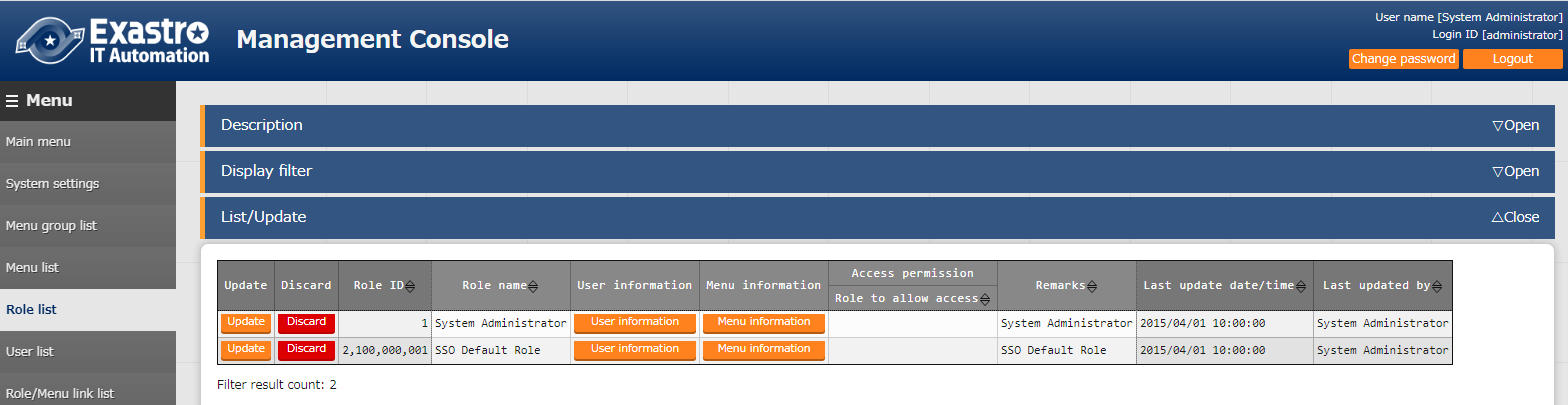 Exastro
IT Automation
Management Console
User name [System Administrator]
Login ID [administrator]
Change password Logout
☰ Menu
Main menu
System settings
Menu group list
Menu list
Role list
User list
Role/Menu link list
Description ▽Open
Display filter ▽Open
List/Update △Close
Update Discard Role ID Role name User information Menu information Access permission Remarks Last update date/time Last updated by
Role to allow access
Update Discard 1 System Administrator User information Menu information System Administrator 2015/04/01 10:00:00 System Administrator
Update Discard 2,100,000,001 SSO Default Role User information Menu information SSO Default Role 2015/04/01 10:00:00 System Administrator
Filter result count: 2